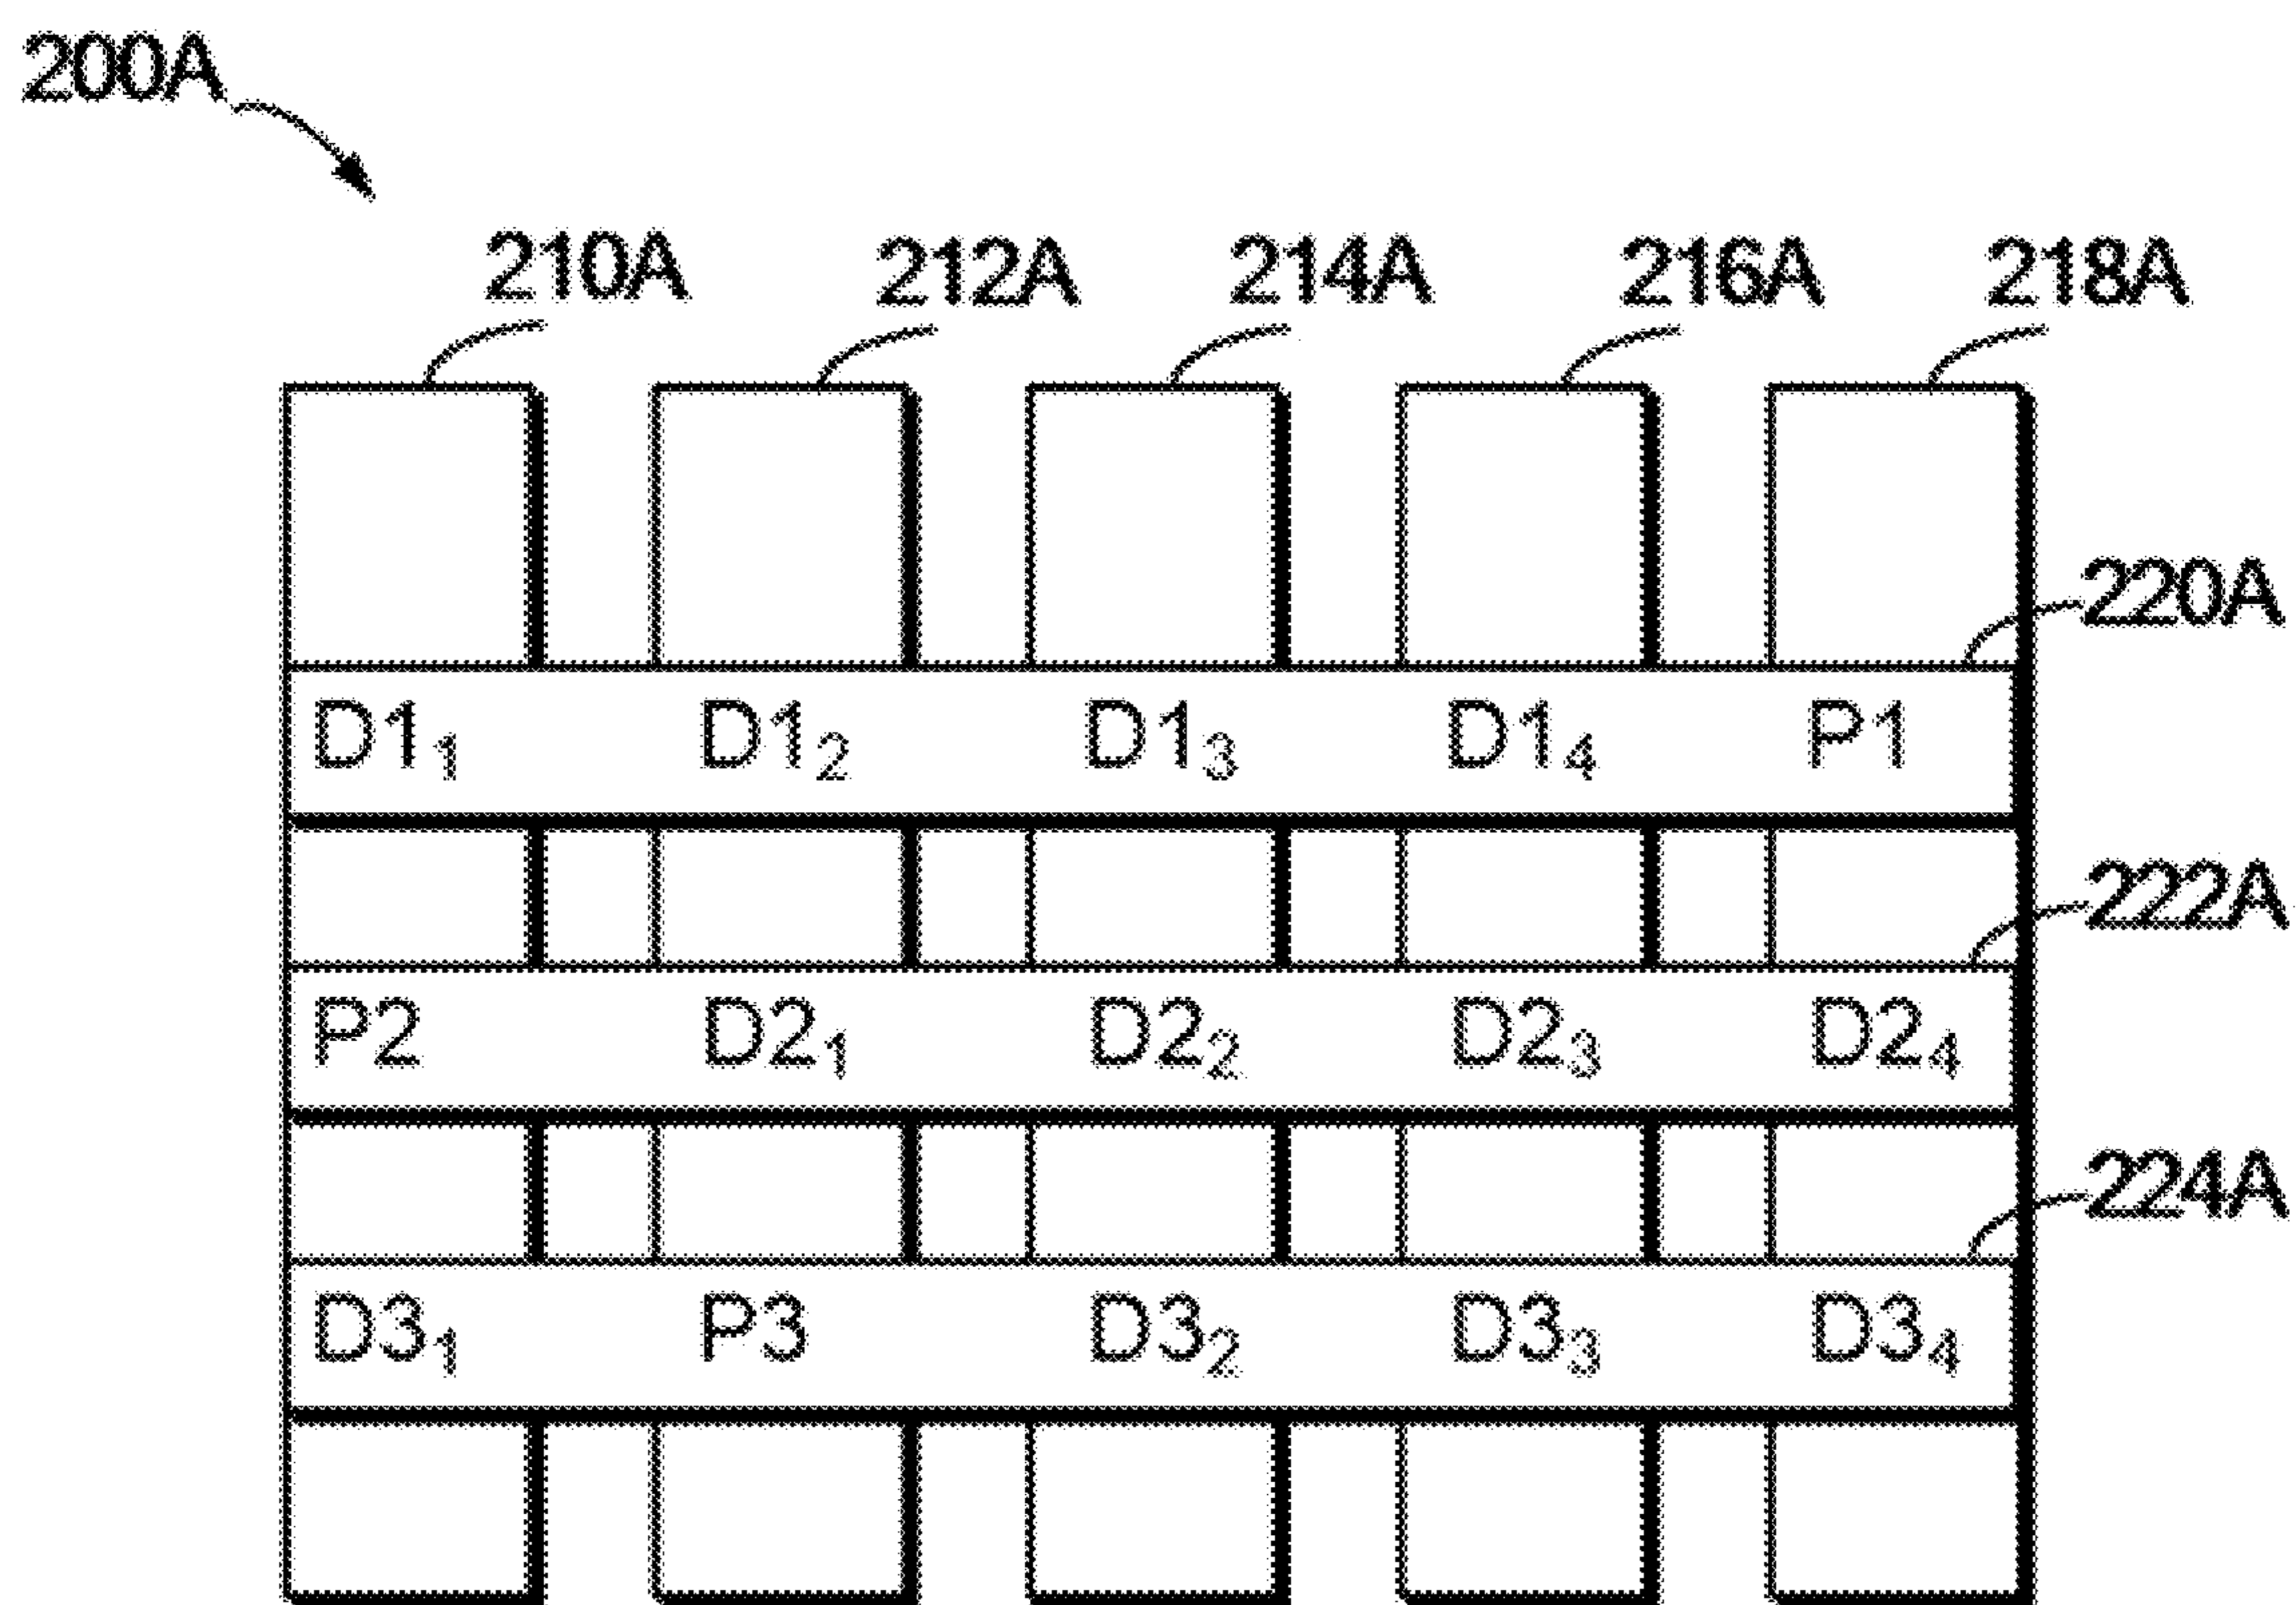 200A
210A 212A 214A 216A 218A
220A
D1₁ D1₂ D1₃ D1₄ P1
222A
P2 D2₁ D2₂ D2₃ D2₄
224A
D3₁ P3 D3₂ D3₃ D3₄